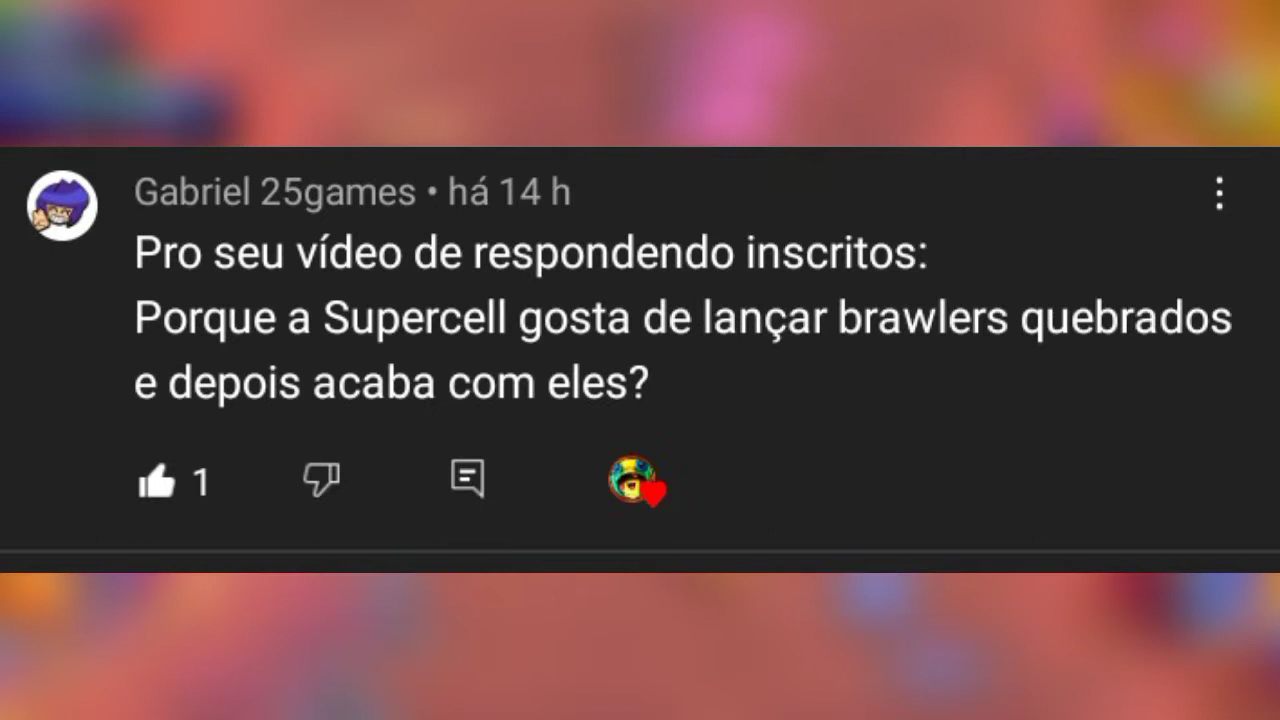 Gabriel 25games • há 14 h
Pro seu vídeo de respondendo inscritos:
Porque a Supercell gosta de lançar brawlers quebrados
e depois acaba com eles?
1